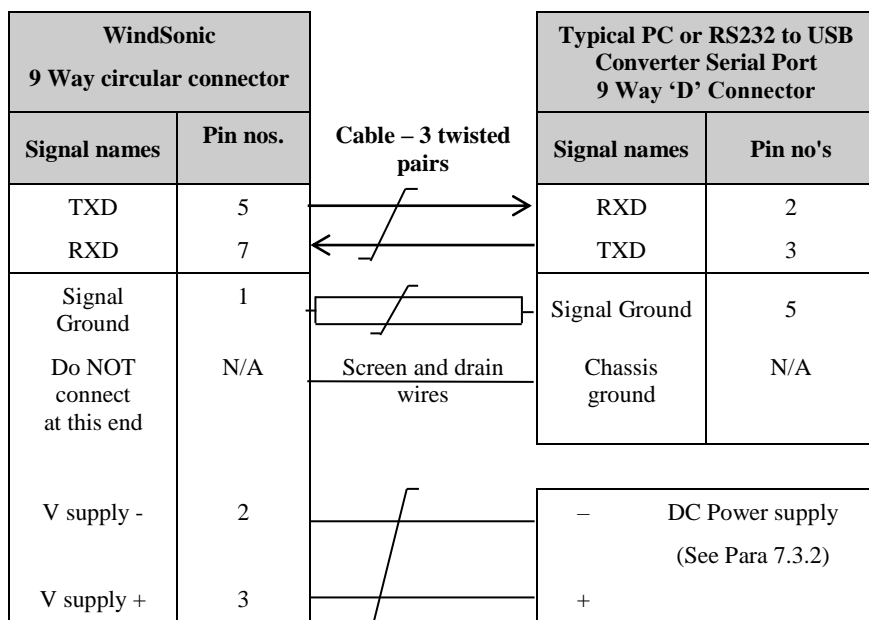 WindSonic
9 Way circular connector
Typical PC or RS232 to USB
Converter Serial Port
9 Way ‘D’ Connector
Signal names
Pin nos.
Cable – 3 twisted
pairs
Signal names
Pin no's
TXD 5 RXD 2
RXD 7 TXD 3
Signal
Ground
1
Signal Ground 5
Do NOT
connect
at this end
N/A
Screen and drain
wires
Chassis
ground
N/A
V supply - 2 – DC Power supply
(See Para 7.3.2)
V supply + 3 +